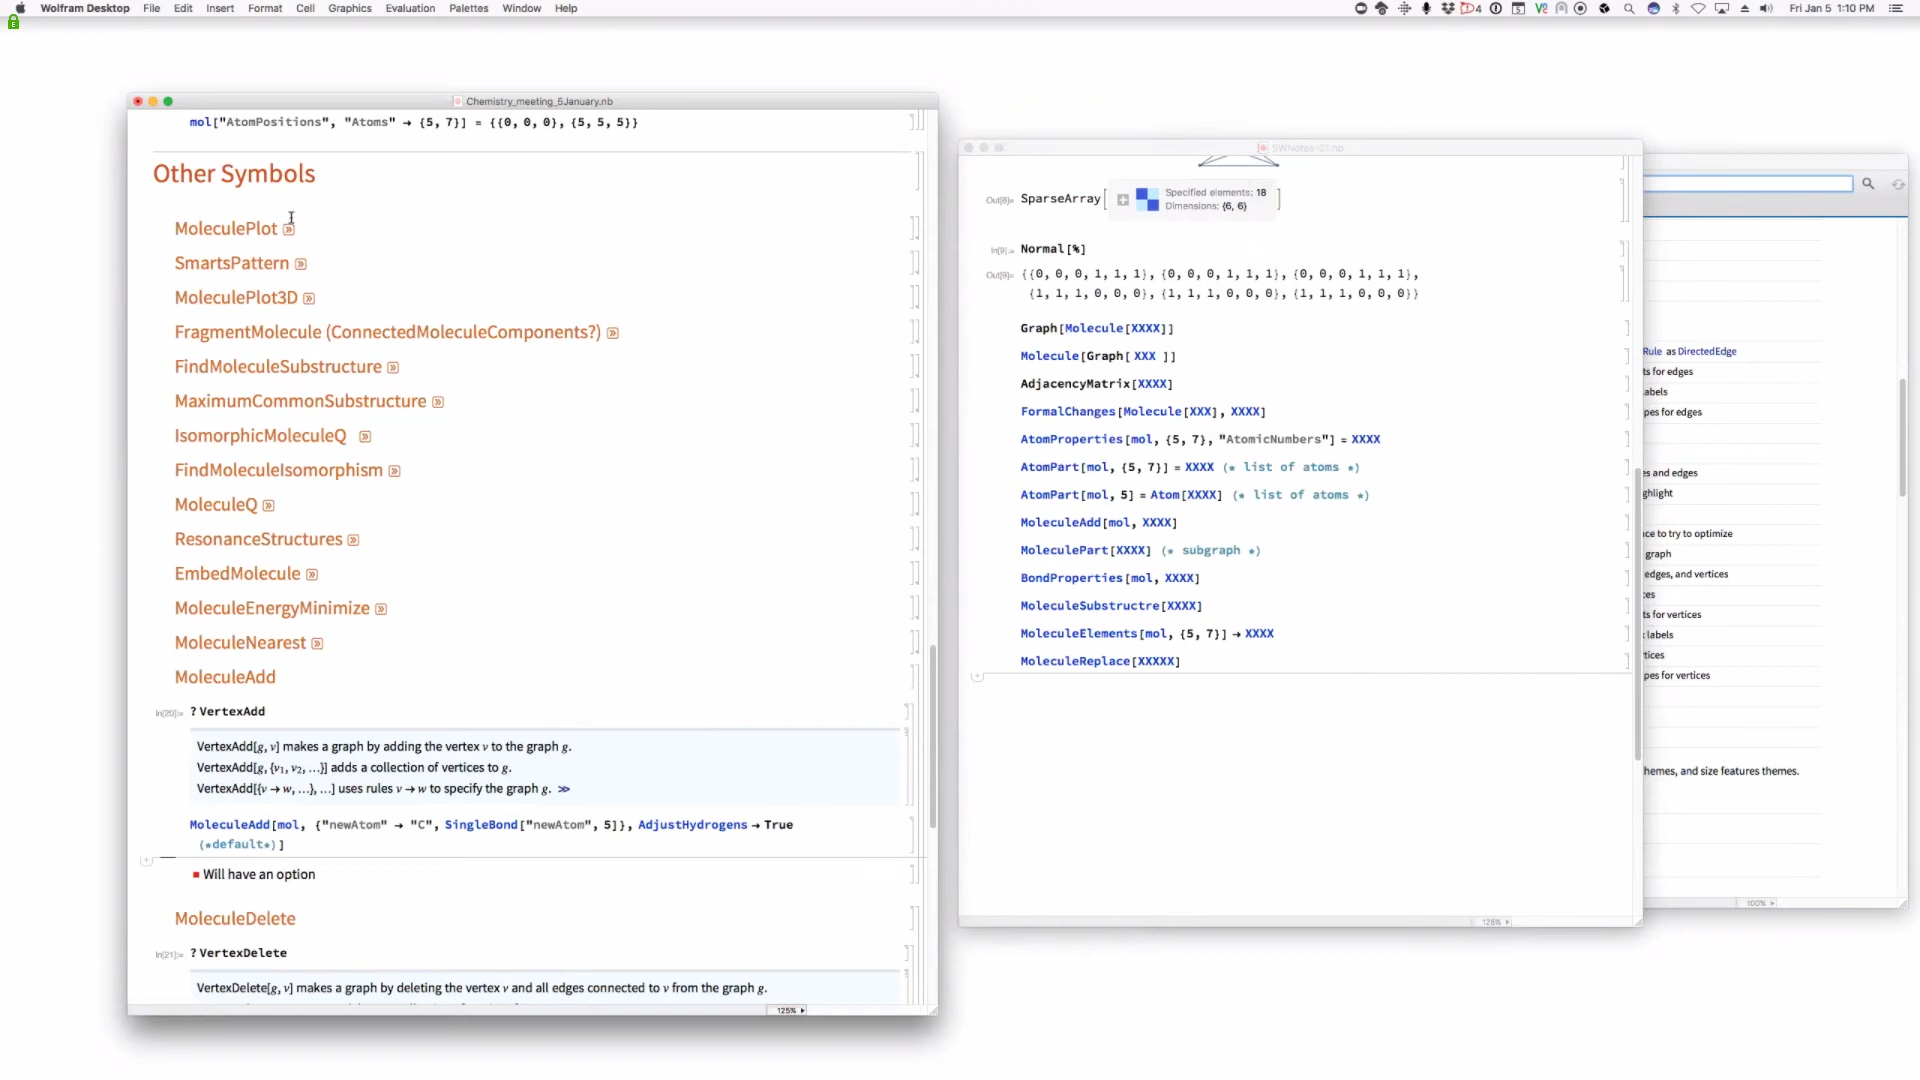 Wolfram Desktop File Edit Insert Format Cell Graphics Evaluation Palettes Window Help
Fri Jan 5 1:10 PM
Chemistry_meeting_5January.nb
mol["AtomPositions", "Atoms" → {5, 7}] = {{0, 0, 0}, {5, 5, 5}}
Other Symbols
MoleculePlot
SmartsPattern
MoleculePlot3D
FragmentMolecule (ConnectedMoleculeComponents?)
FindMoleculeSubstructure
MaximumCommonSubstructure
IsomorphicMoleculeQ
FindMoleculeIsomorphism
MoleculeQ
ResonanceStructures
EmbedMolecule
MoleculeEnergyMinimize
MoleculeNearest
MoleculeAdd
In[20]:= ? VertexAdd
VertexAdd[g, v] makes a graph by adding the vertex v to the graph g.
VertexAdd[g, {v1, v2, …}] adds a collection of vertices to g.
VertexAdd[{v → w, …}, …] uses rules v → w to specify the graph g. ≫
MoleculeAdd[mol, {"newAtom" → "C", SingleBond["newAtom", 5]}, AdjustHydrogens → True
(*default*)]
Will have an option
MoleculeDelete
In[21]:= ? VertexDelete
VertexDelete[g, v] makes a graph by deleting the vertex v and all edges connected to v from the graph g.
125%
SWNotes-01.nb
Out[8]= SparseArray[
Specified elements: 18
Dimensions: {6, 6}
]
In[9]:= Normal[%]
Out[9]= {{0, 0, 0, 1, 1, 1}, {0, 0, 0, 1, 1, 1}, {0, 0, 0, 1, 1, 1},
{1, 1, 1, 0, 0, 0}, {1, 1, 1, 0, 0, 0}, {1, 1, 1, 0, 0, 0}}
Graph[Molecule[XXXX]]
Molecule[Graph[ XXX ]]
AdjacencyMatrix[XXXX]
FormalChanges[Molecule[XXX], XXXX]
AtomProperties[mol, {5, 7}, "AtomicNumbers"] = XXXX
AtomPart[mol, {5, 7}] = XXXX (* list of atoms *)
AtomPart[mol, 5] = Atom[XXXX] (* list of atoms *)
MoleculeAdd[mol, XXXX]
MoleculePart[XXXX] (* subgraph *)
BondProperties[mol, XXXX]
MoleculeSubstructre[XXXX]
MoleculeElements[mol, {5, 7}] → XXXX
MoleculeReplace[XXXXX]
125%
Rule as DirectedEdge
ts for edges
abels
pes for edges
es and edges
ghlight
ce to try to optimize
graph
edges, and vertices
ces
ts for vertices
labels
tices
pes for vertices
hemes, and size features themes.
100%